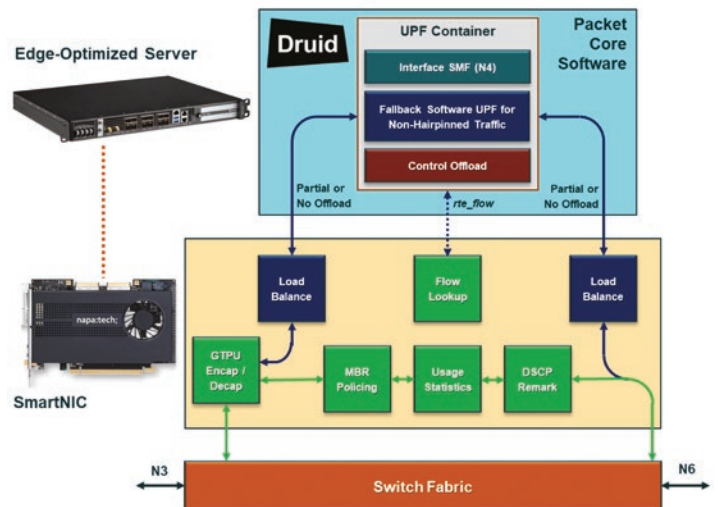 Edge-Optimized Server
Druid
UPF Container
Packet
Core
Software
Interface SMF (N4)
Fallback Software UPF for
Non-Hairpinned Traffic
Control Offload
Partial or
No Offload
rte_flow
Partial or
No Offload
Load
Balance
Flow
Lookup
Load
Balance
napa:tech;
GTPU
Encap /
Decap
MBR
Policing
Usage
Statistics
DSCP
Remark
SmartNIC
N3
Switch Fabric
N6